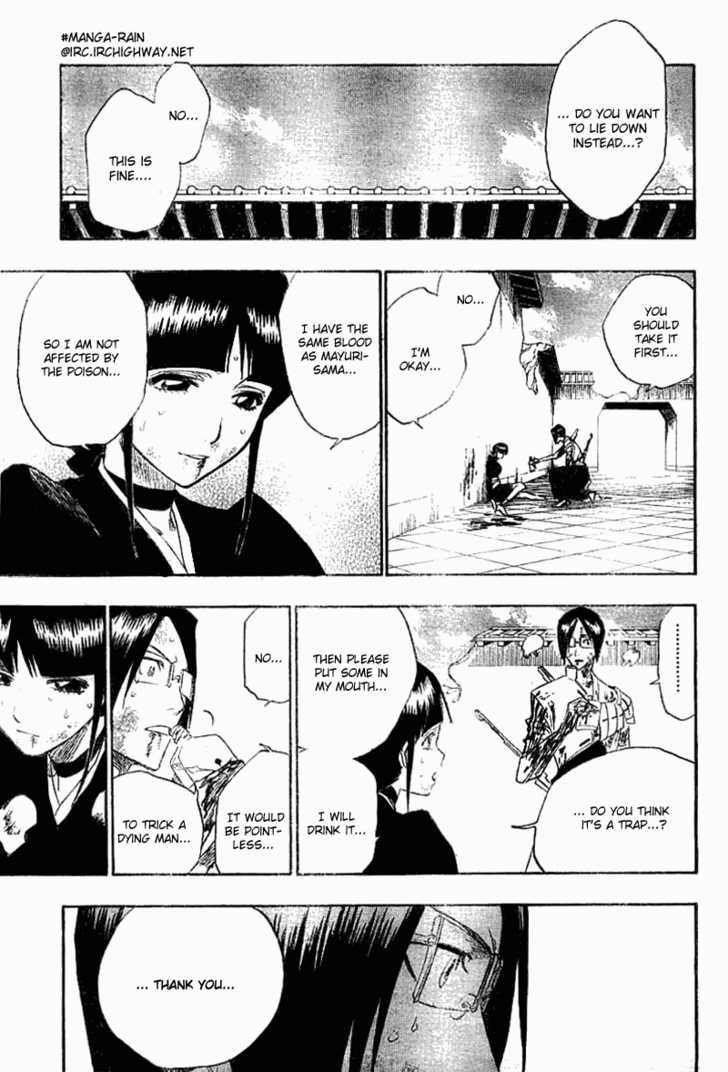 #MANGA-RAIN
@IRC.IRCHIGHWAY.NET
... DO YOU WANT
TO LIE DOWN
INSTEAD...?
NO...
THIS IS
FINE....
YOU
SHOULD
TAKE IT
FIRST...
NO...
I'M
OKAY...
I HAVE
THE SAME
BLOOD
AS MAYURI-
SAMA...
SO I AM NOT
AFFECTED BY
THE POISON...
.........
... DO YOU THINK
IT'S A TRAP...?
THEN PLEASE
PUT SOME IN
MY MOUTH...
I WILL
DRINK IT...
NO...
IT WOULD
BE POINT-
LESS...
TO TRICK A
DYING MAN...
... THANK YOU...